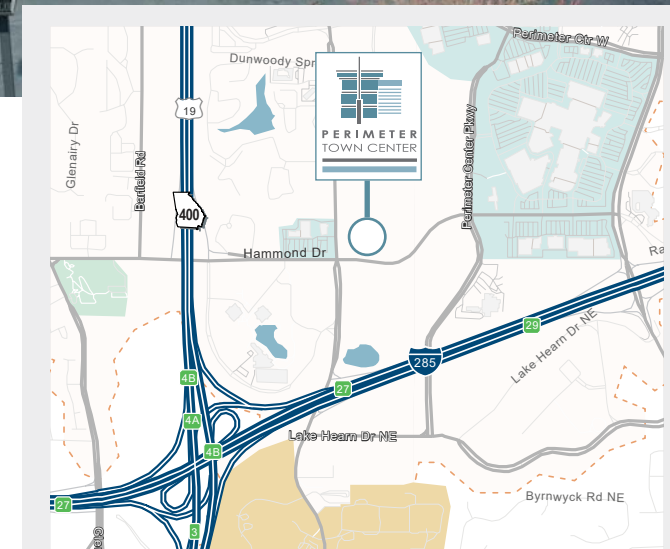 Perimeter Ctr W
Dunwoody Spr
19
PERIMETER
TOWN CENTER
Glenairy Dr
Barfield Rd
Perimeter Center Pkwy
400
Hammond Dr
Ra
29
Lake Hearn Dr NE
285
4B
27
4A
Lake Hearn Dr NE
4B
27
Byrnwyck Rd NE
3